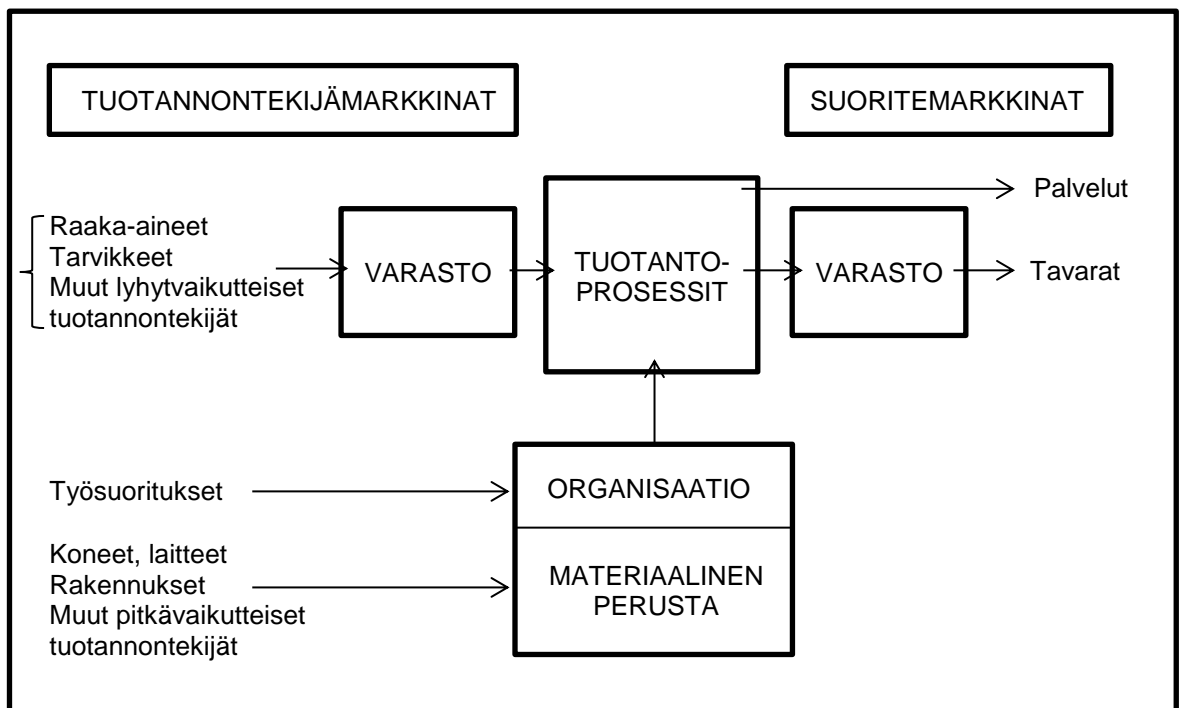 TUOTANNONTEKIJÄMARKKINAT
SUORITEMARKKINAT
Raaka-aineet
Tarvikkeet
Muut lyhytvaikutteiset
tuotannontekijät
VARASTO
TUOTANTO-
PROSESSIT
VARASTO
Palvelut
Tavarat
Työsuoritukset
ORGANISAATIO
Koneet, laitteet
Rakennukset
Muut pitkävaikutteiset
tuotannontekijät
MATERIAALINEN
PERUSTA